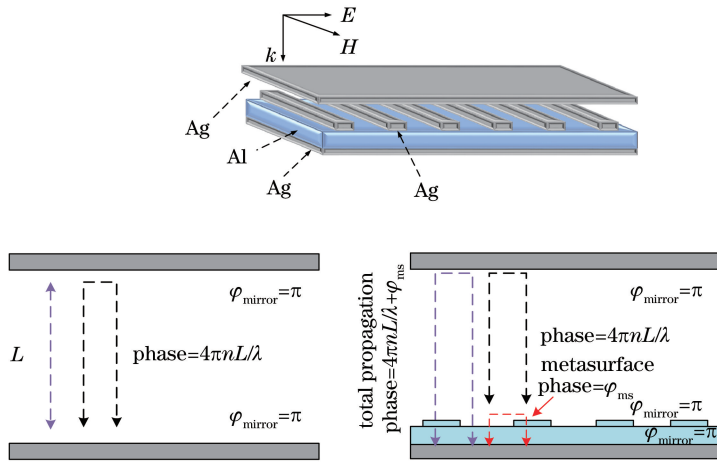 E
H
k
Ag
Al
Ag
Ag
φmirror=π
L
phase=4πnL/λ
φmirror=π
total propagation
phase=4πnL/λ+φms
φmirror=π
phase=4πnL/λ
metasurface
phase=φms
φmirror=π
φmirror=π